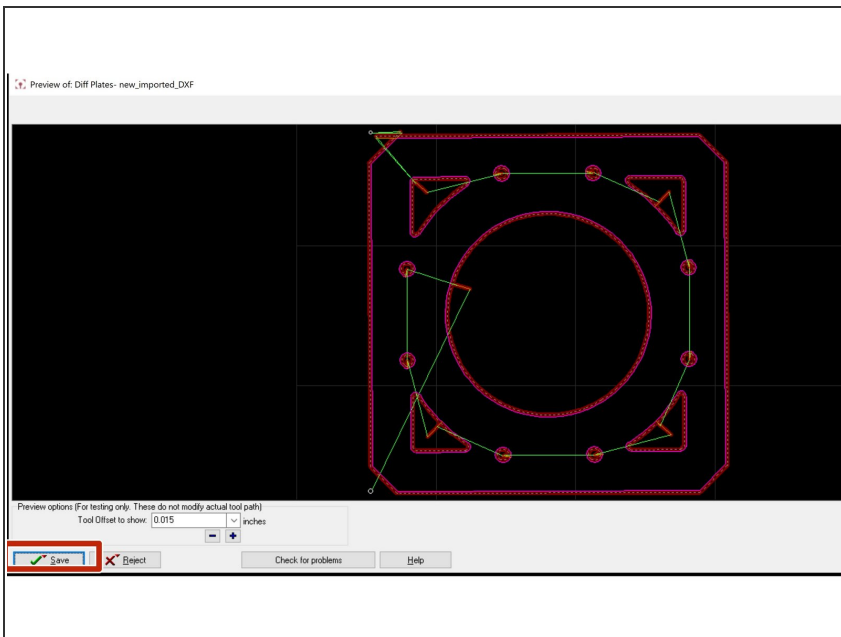 Preview of: Diff Plates- new_imported_DXF
Preview options (For testing only. These do not modify actual tool path)
Tool Offset to show: 0.015 inches
Save Reject Check for problems Help